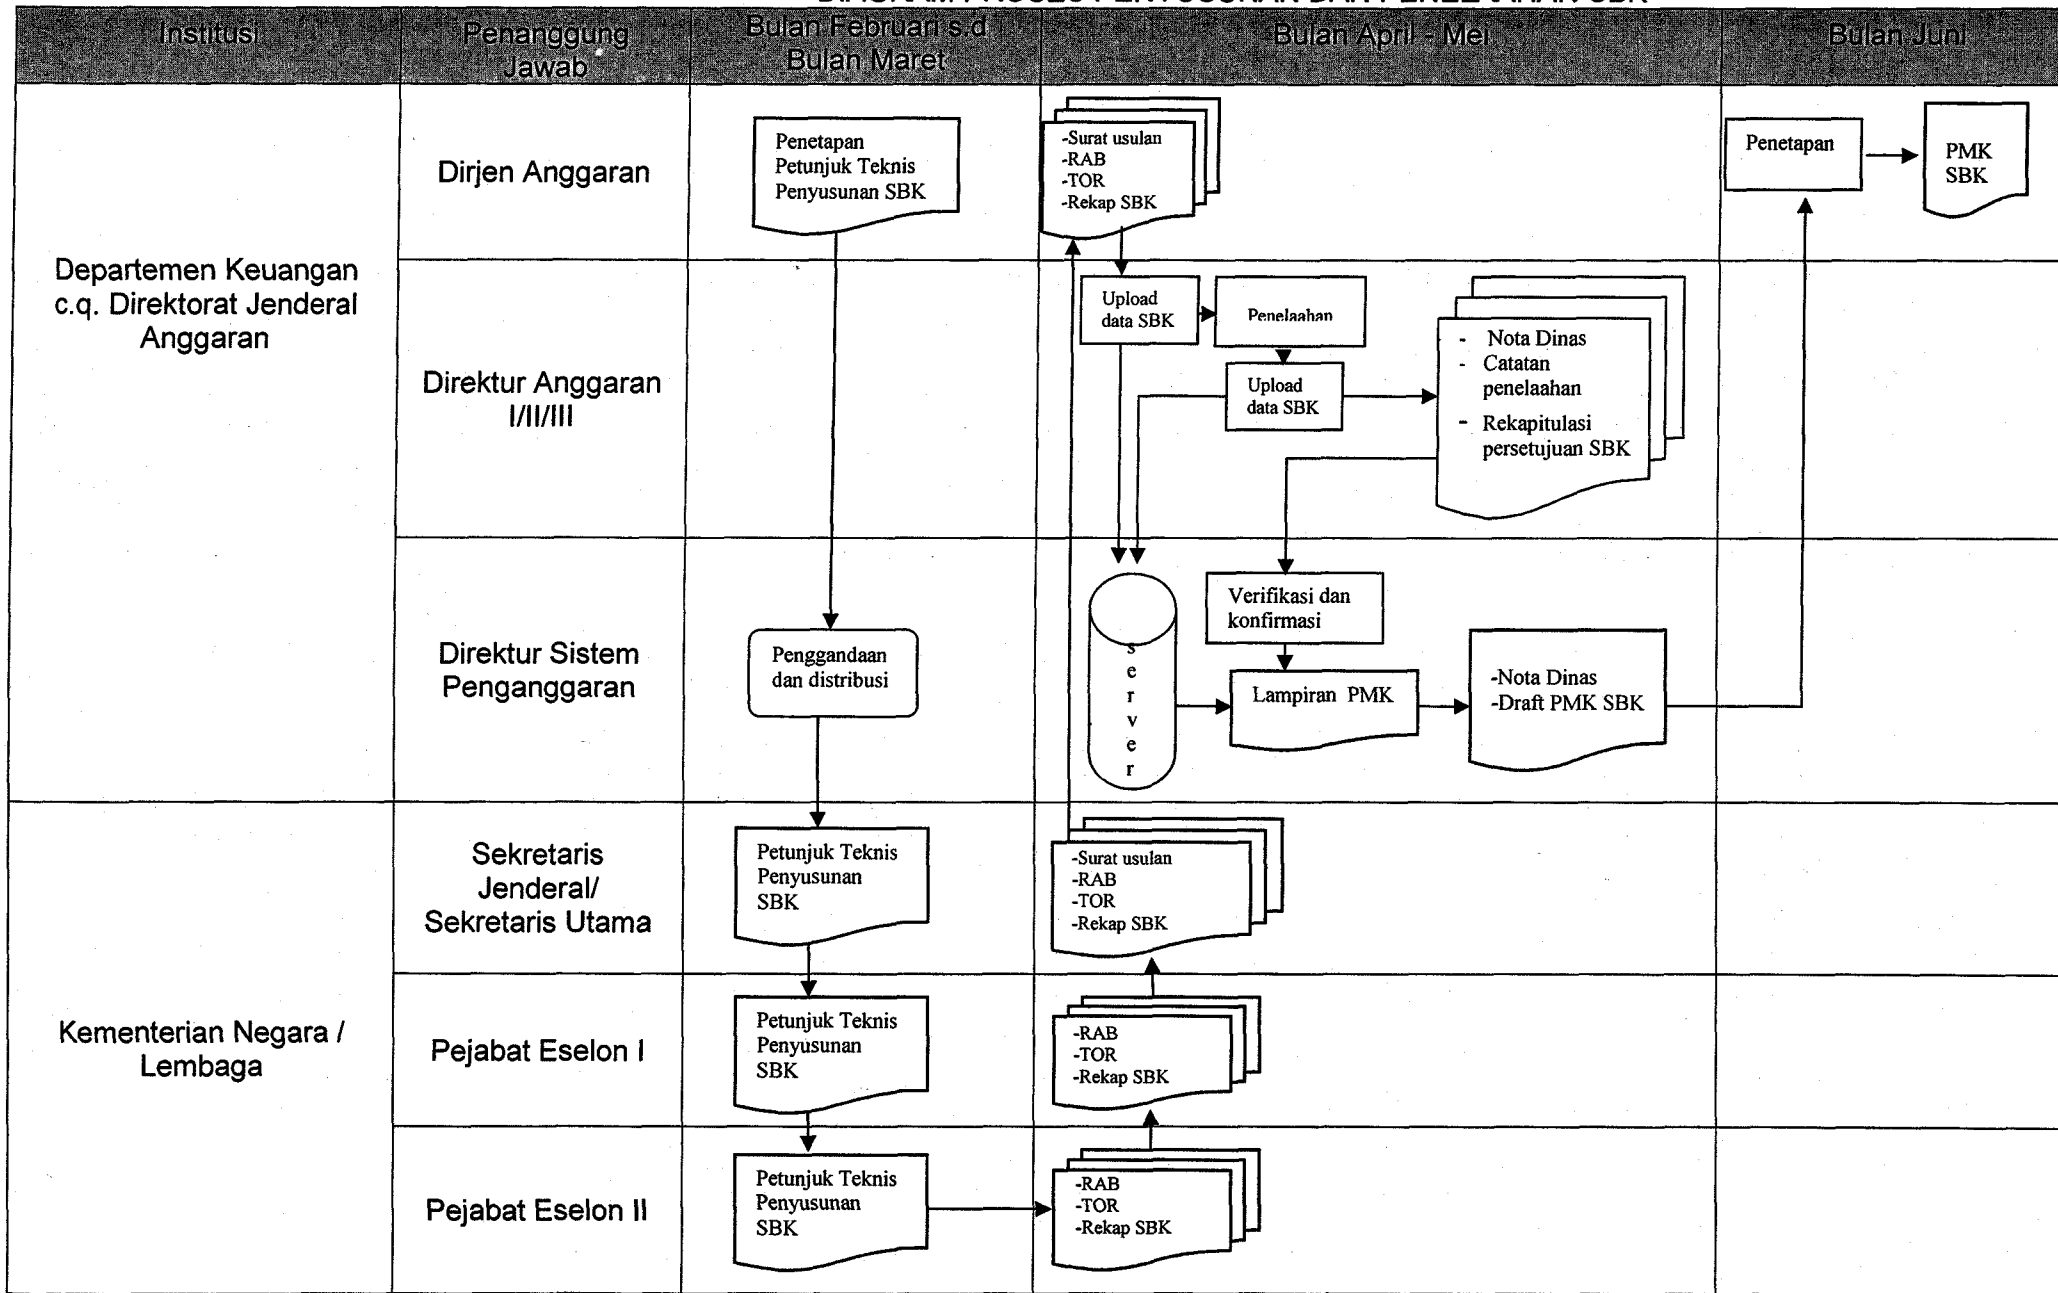 Institusi
Penanggung
Jawab
Bulan Februari s.d
Bulan Maret
Bulan April - Mei
Bulan Juni
Departemen Keuangan
c.q. Direktorat Jenderal
Anggaran
Dirjen Anggaran
Penetapan
Petunjuk Teknis
Penyusunan SBK
-Surat usulan
-RAB
-TOR
-Rekap SBK
Penetapan
PMK
SBK
Direktur Anggaran
I/II/III
Upload
data SBK
Penelaahan
Upload
data SBK
- Nota Dinas
- Catatan
penelaahan
- Rekapitulasi
persetujuan SBK
Direktur Sistem
Penganggaran
Penggandaan
dan distribusi
s
e
r
v
e
r
Verifikasi dan
konfirmasi
Lampiran PMK
-Nota Dinas
-Draft PMK SBK
Kementerian Negara /
Lembaga
Sekretaris
Jenderal/
Sekretaris Utama
Petunjuk Teknis
Penyusunan
SBK
-Surat usulan
-RAB
-TOR
-Rekap SBK
Pejabat Eselon I
Petunjuk Teknis
Penyusunan
SBK
-RAB
-TOR
-Rekap SBK
Pejabat Eselon II
Petunjuk Teknis
Penyusunan
SBK
-RAB
-TOR
-Rekap SBK